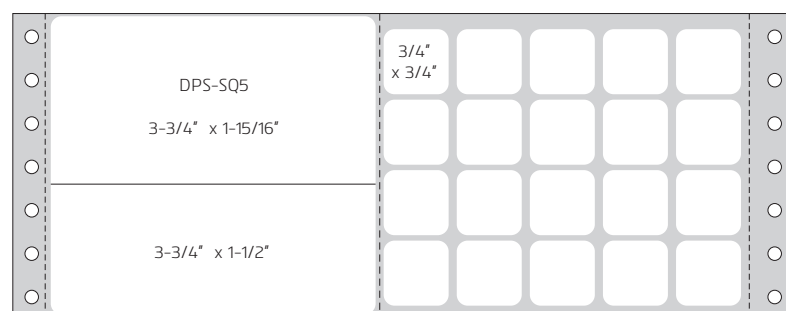 DPS-SQ5
3-3/4" x 1-15/16"
3-3/4" x 1-1/2"
3/4"
x 3/4"